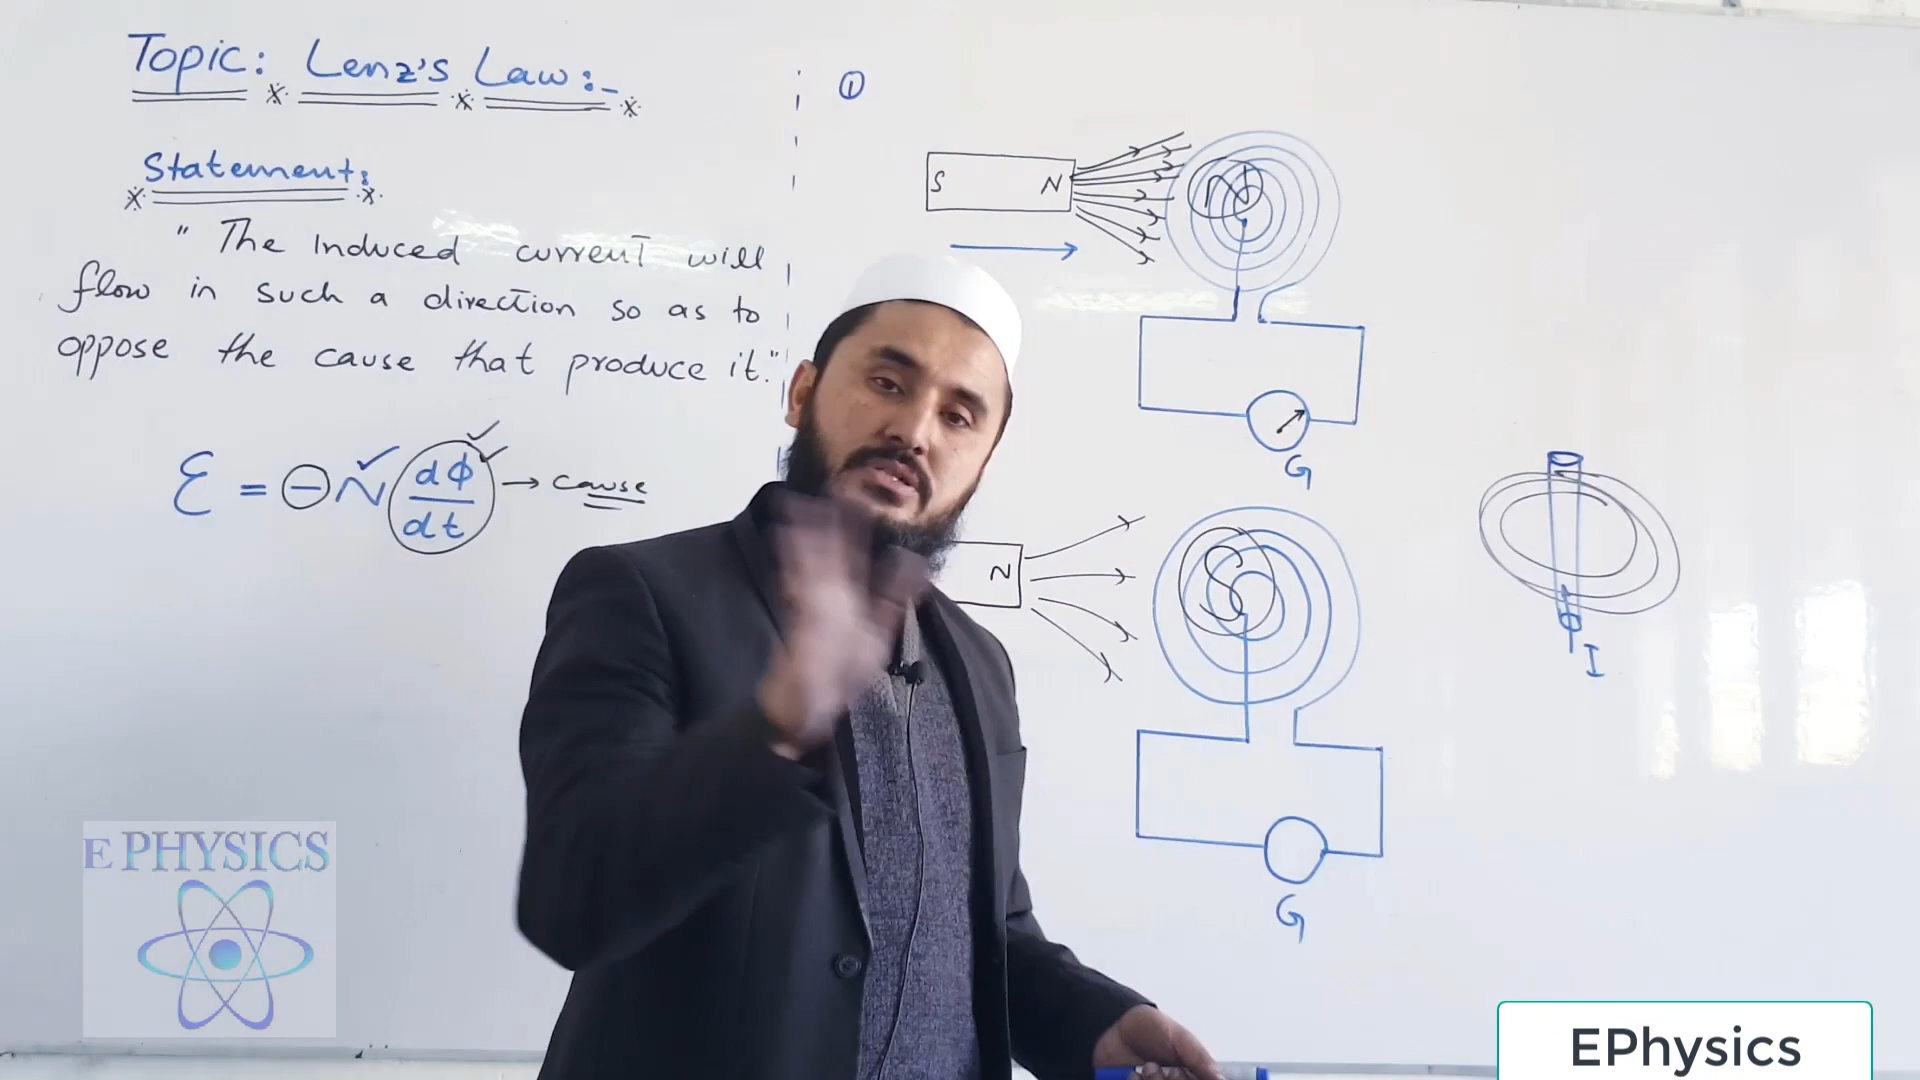 Topic: Lenz's Law:-
Statement:
" The Induced current will
flow in such a direction so as to
oppose the cause that produce it."
ε = - N dΦ/dt → cause
①
S N
N
G
N
S
G
I
E PHYSICS
EPhysics